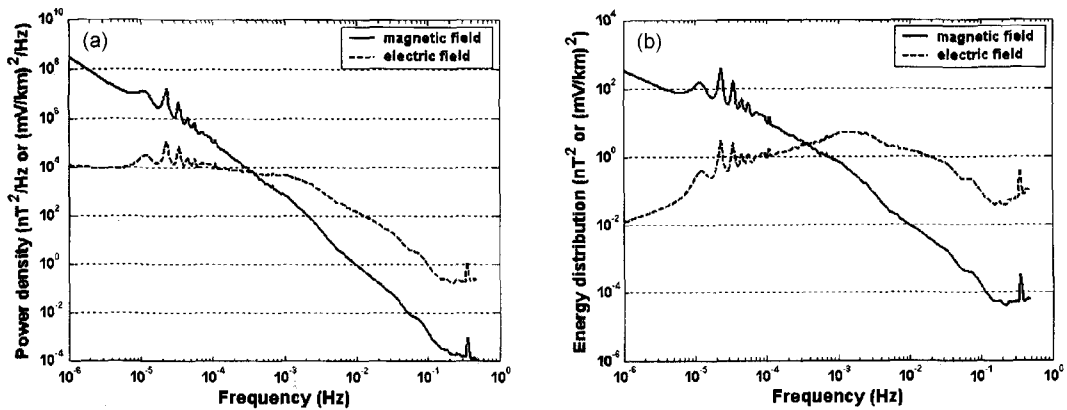 (a)
magnetic field
electric field
Power density (nT²/Hz or (mV/km)²/Hz)
10¹⁰
10⁸
10⁶
10⁴
10²
10⁰
10⁻²
10⁻⁴
10⁻⁶ 10⁻⁵ 10⁻⁴ 10⁻³ 10⁻² 10⁻¹ 10⁰
Frequency (Hz)
(b)
magnetic field
electric field
Energy distribution (nT² or (mV/km)²)
10⁴
10²
10⁰
10⁻²
10⁻⁴
10⁻⁶
10⁻⁶ 10⁻⁵ 10⁻⁴ 10⁻³ 10⁻² 10⁻¹ 10⁰
Frequency (Hz)